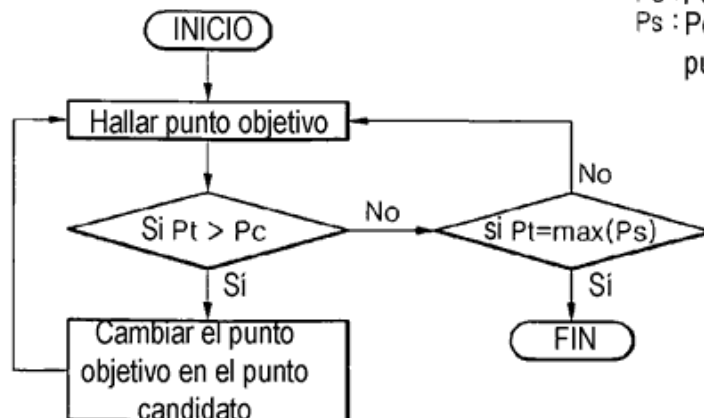 INICIO
Ps : P
pu
Hallar punto objetivo
No
Si Pt > Pc
No
si Pt=max(Ps)
Sí
Sí
Cambiar el punto
objetivo en el punto
candidato
FIN